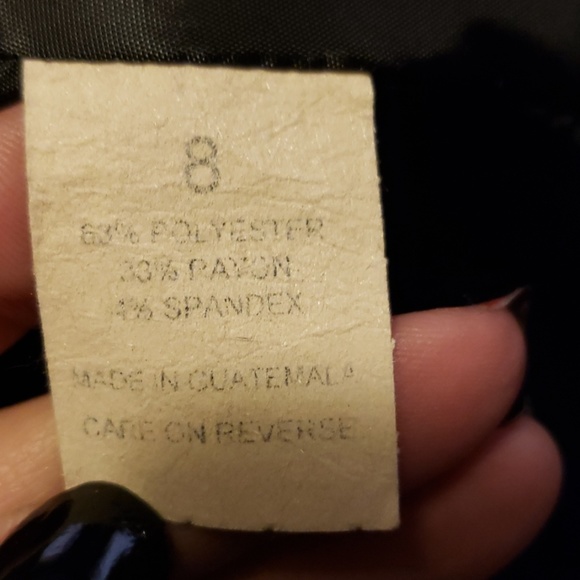 8
63% POLYESTER
33% RAYON
4% SPANDEX
MADE IN GUATEMALA
CARE ON REVERSE